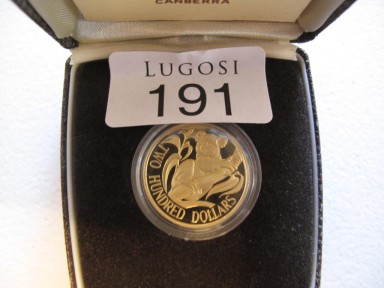 CANBERRA
LUGOSI
191
TWO HUNDRED DOLLARS